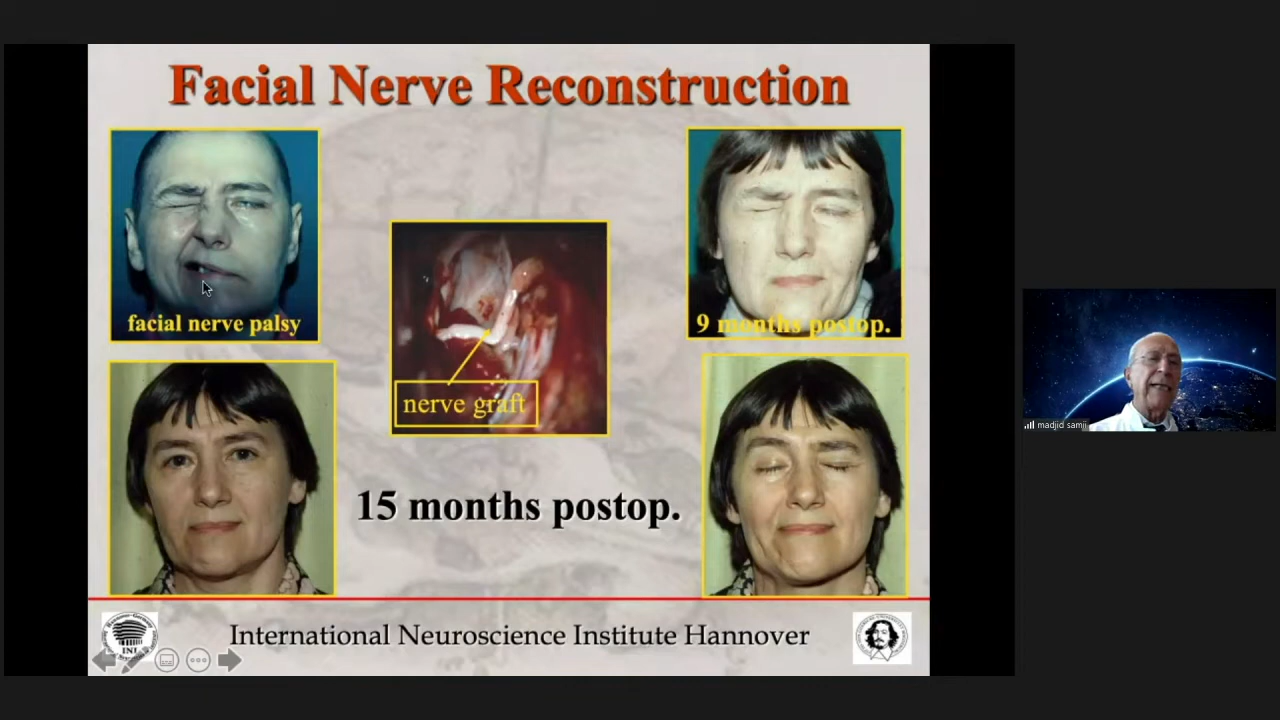 Facial Nerve Reconstruction
facial nerve palsy
9 months postop.
nerve graft
15 months postop.
madjid samii
INI
International Neuroscience Institute Hannover